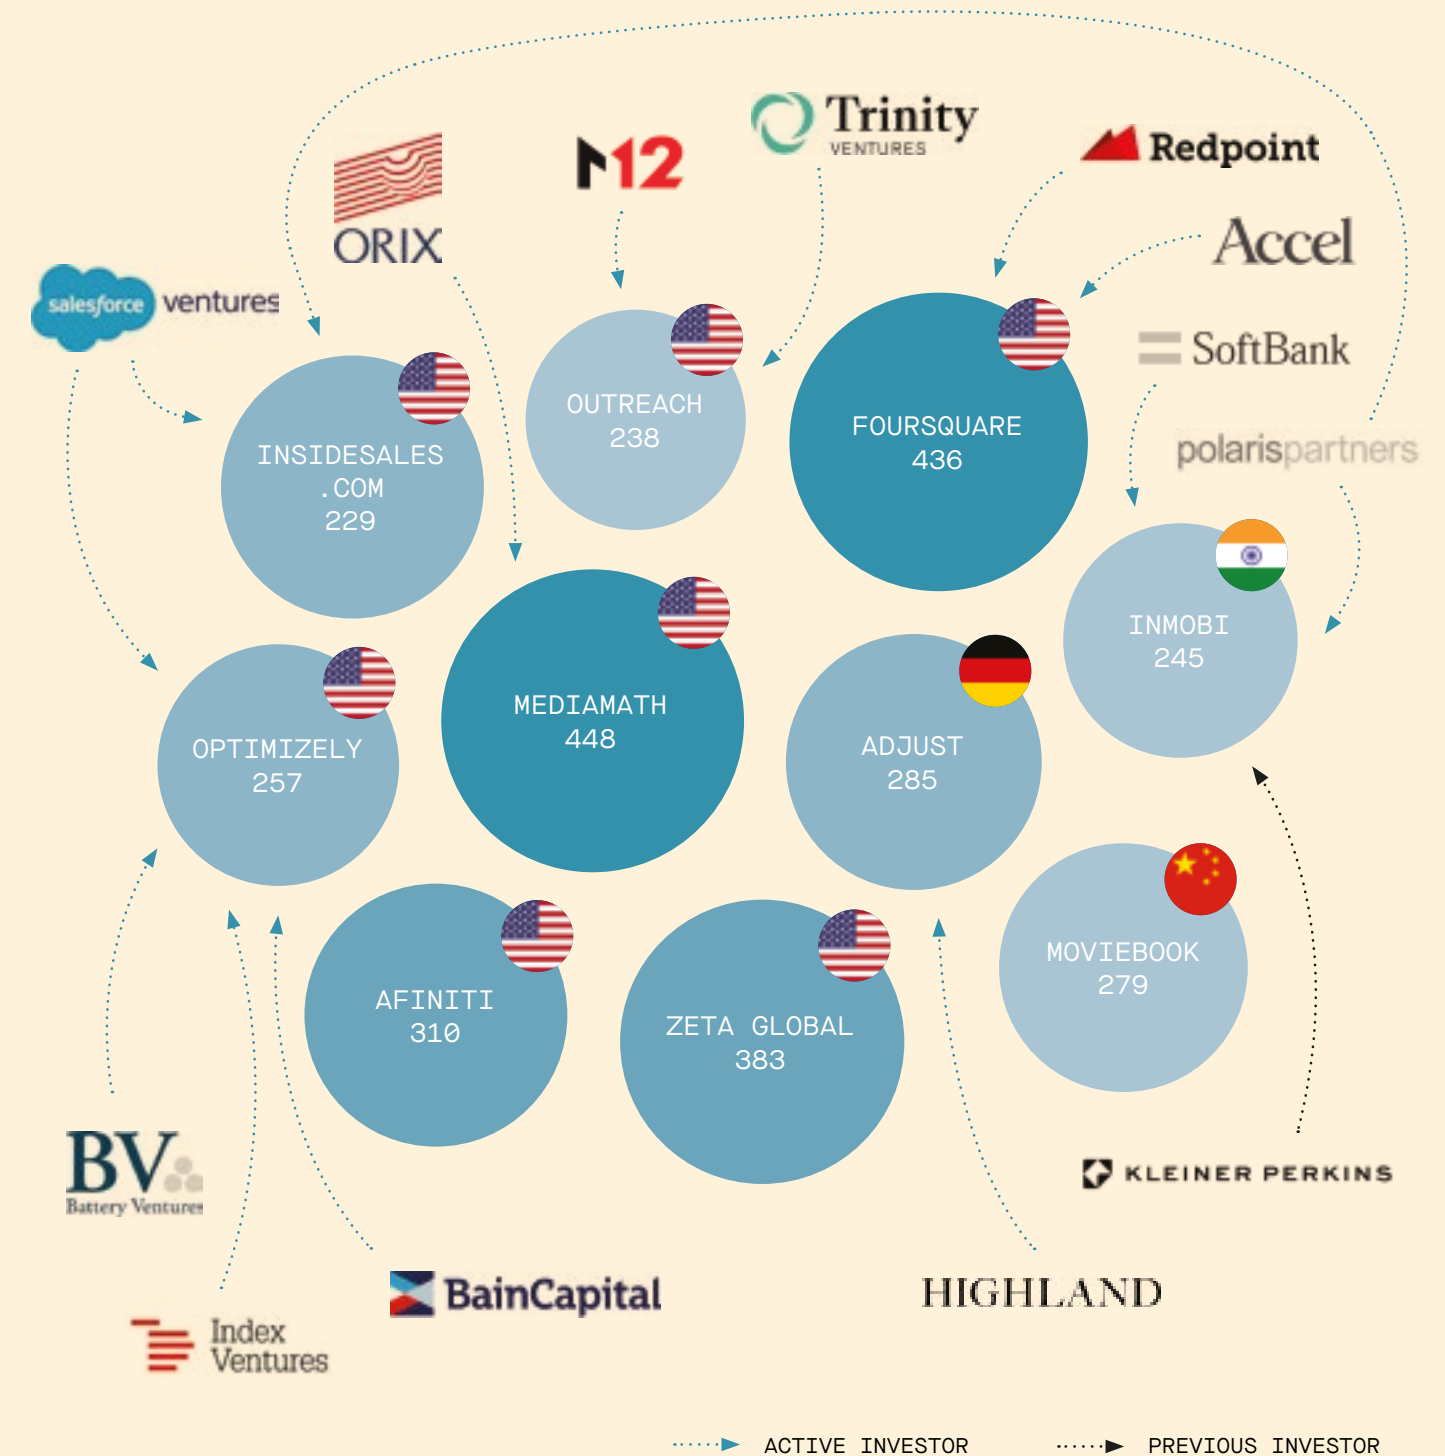 Trinity
VENTURES
M12
Redpoint
ORIX
Accel
salesforce ventures
SoftBank
OUTREACH
238
FOURSQUARE
436
polarispartners
INSIDESALES
.COM
229
INMOBI
245
MEDIAMATH
448
OPTIMIZELY
257
ADJUST
285
MOVIEBOOK
279
AFINITI
310
ZETA GLOBAL
383
BV
Battery Ventures
KLEINER PERKINS
BainCapital
HIGHLAND
Index
Ventures
ACTIVE INVESTOR
PREVIOUS INVESTOR